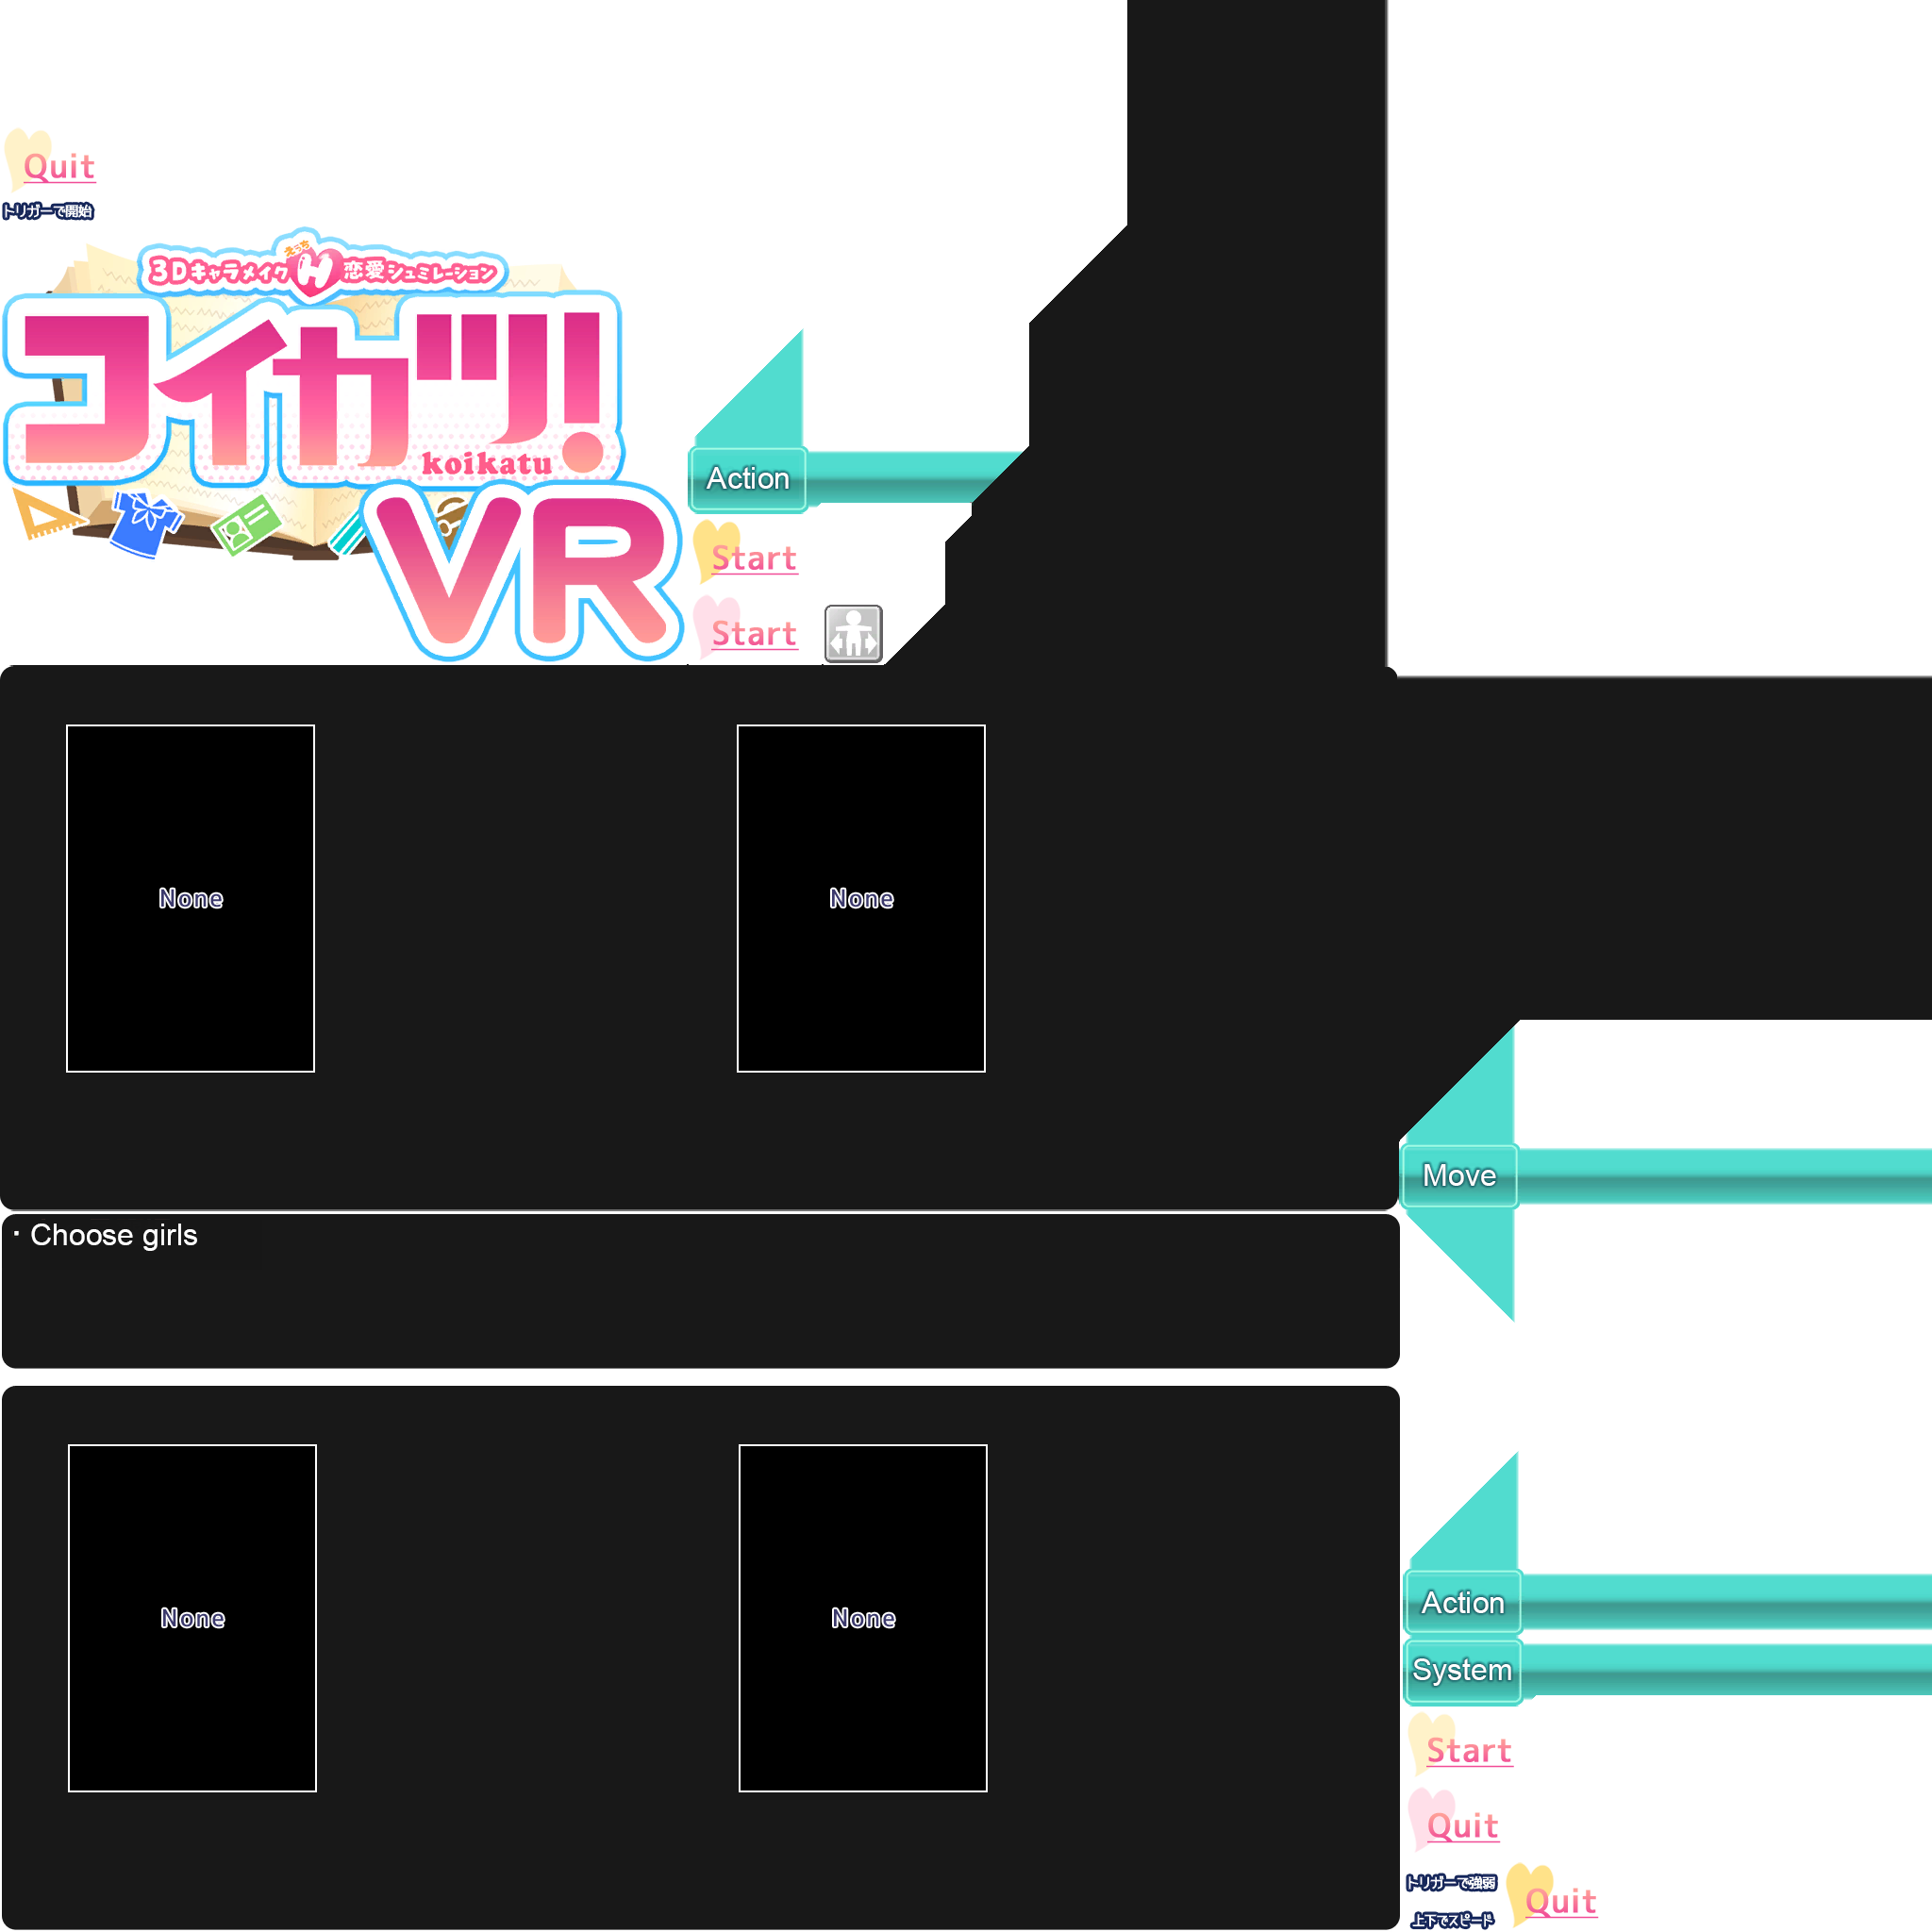 Quit
トリガーで開始
えっち
3DキャラメイクH恋愛シュミレーション
コイカツ!
koikatu
VR
Action
Start
Start
None
None
Move
・Choose girls
None
None
Action
System
Start
Quit
トリガーで強弱
Quit
上下でスピード